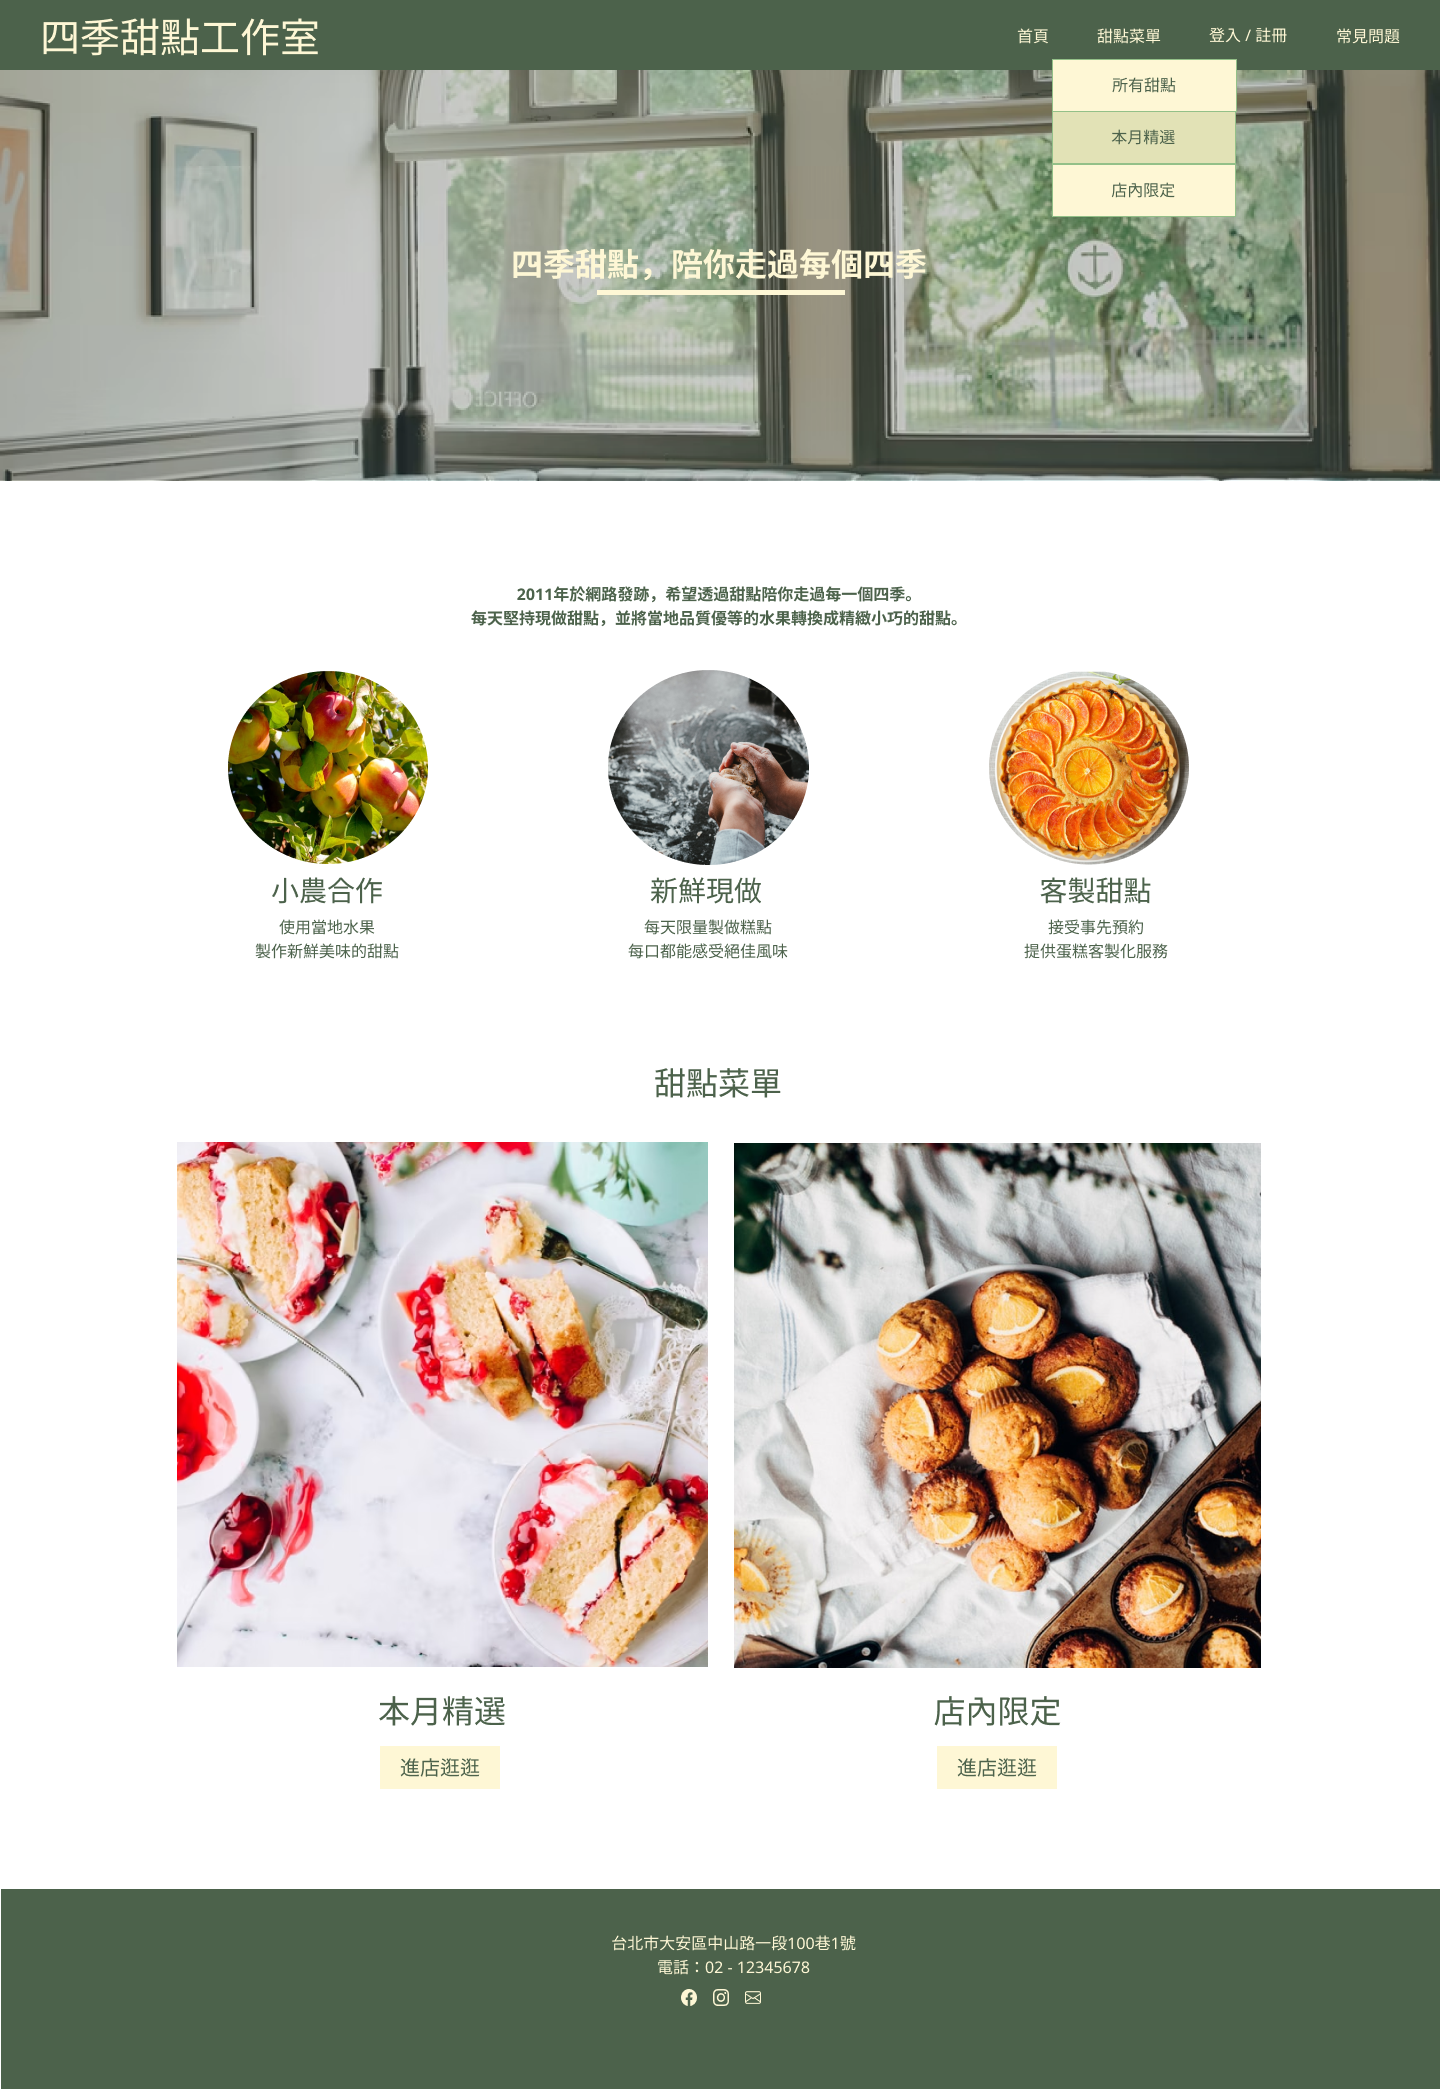 四季甜點工作室
首頁
甜點菜單
登入 / 註冊
常見問題
所有甜點
本月精選
店內限定
四季甜點，陪你走過每個四季
OFFICE
2011年於網路發跡，希望透過甜點陪你走過每一個四季。
每天堅持現做甜點，並將當地品質優等的水果轉換成精緻小巧的甜點。
小農合作
使用當地水果
製作新鮮美味的甜點
新鮮現做
每天限量製做糕點
每口都能感受絕佳風味
客製甜點
接受事先預約
提供蛋糕客製化服務
甜點菜單
本月精選
進店逛逛
店內限定
進店逛逛
台北市大安區中山路一段100巷1號
電話：02 - 12345678